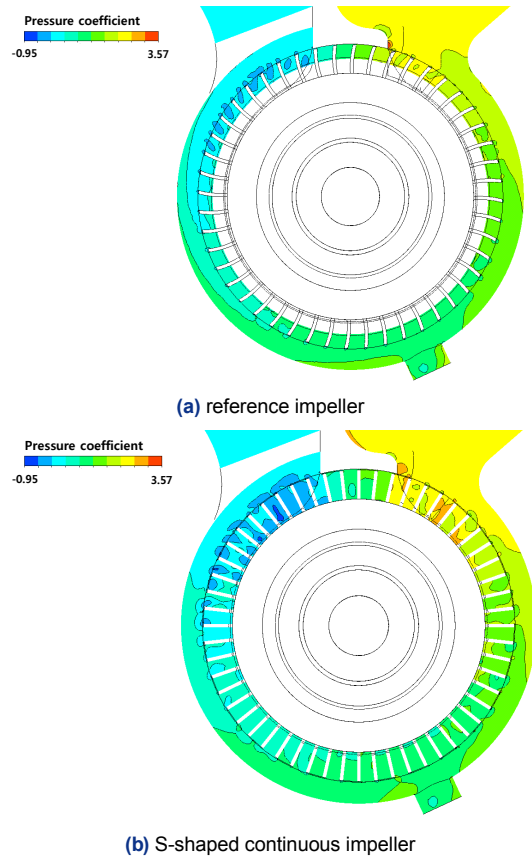 Pressure coefficient
-0.95 3.57
(a) reference impeller
Pressure coefficient
-0.95 3.57
(b) S-shaped continuous impeller